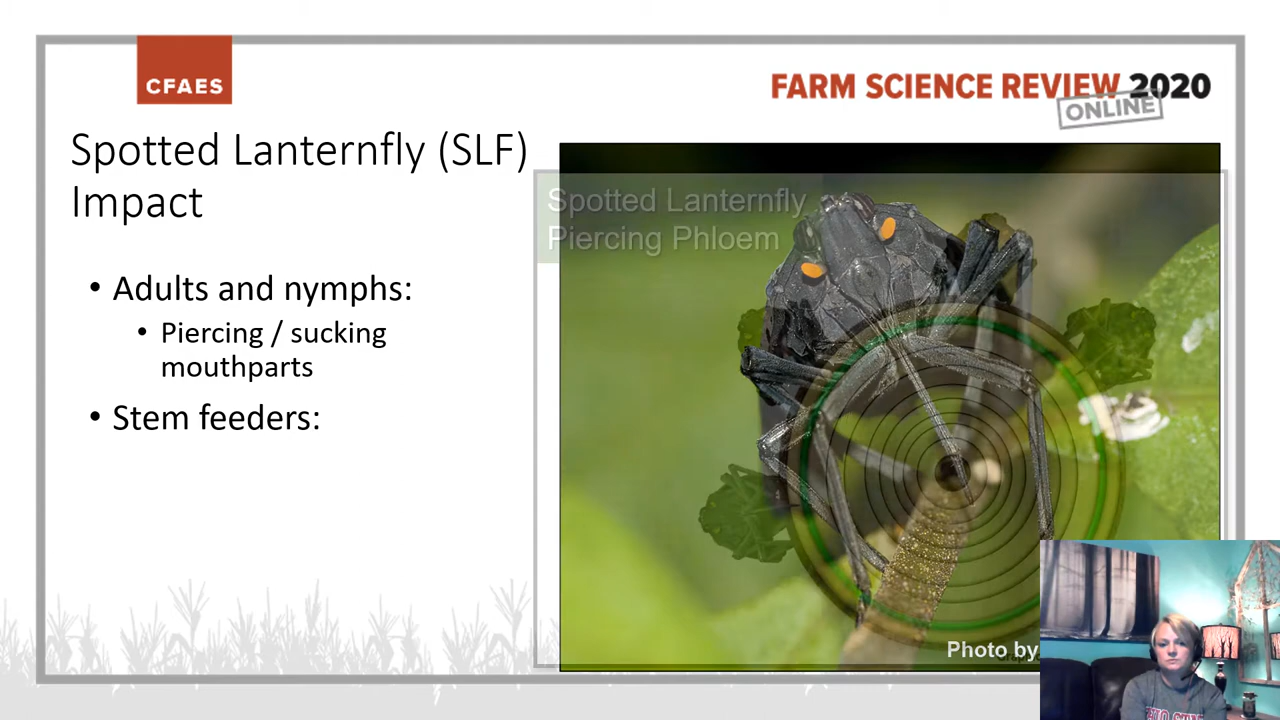 CFAES
FARM SCIENCE REVIEW 2020
ONLINE
Spotted Lanternfly (SLF)
Impact
• Adults and nymphs:
• Piercing / sucking
mouthparts
• Stem feeders:
Spotted Lanternfly
Piercing Phloem
Photo by